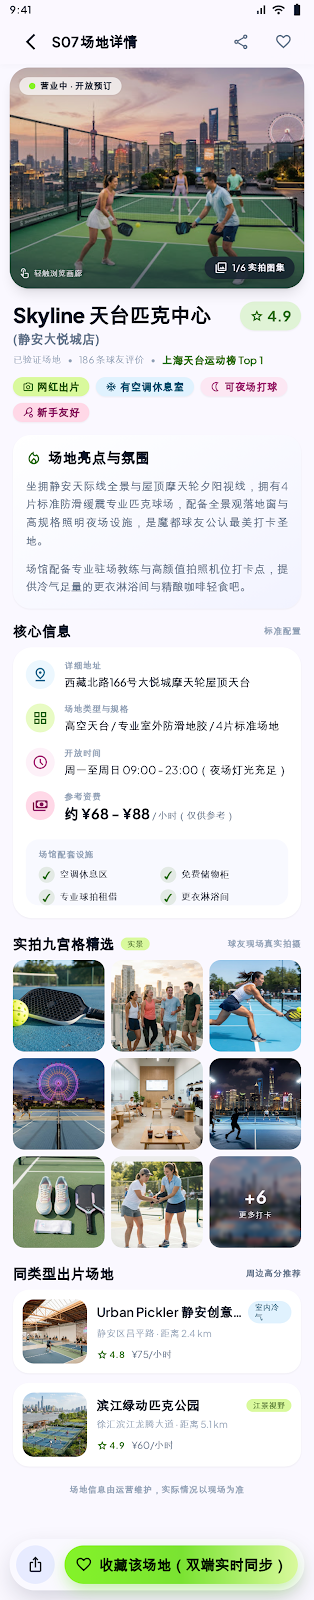 9:41
S07场地详情
营业中 · 开放预订
轻触浏览画廊
1/6 实拍图集
Skyline 天台匹克中心
4.9
(静安大悦城店)
已验证场地 • 186条球友评价 • 上海天台运动榜 Top 1
网红出片
有空调休息室
可夜场打球
新手友好
场地亮点与氛围
坐拥静安天际线全景与屋顶摩天轮夕阳视线，拥有4
片标准防滑缓震专业匹克球场，配备全景观落地窗与
高规格照明夜场设施，是魔都球友公认最美打卡圣
地。
场馆配备专业驻场教练与高颜值拍照机位打卡点，提
供冷气足量的更衣淋浴间与精酿咖啡轻食吧。
核心信息
标准配置
详细地址
西藏北路166号大悦城摩天轮屋顶天台
场地类型与规格
高空天台 / 专业室外防滑地胶 / 4片标准场地
开放时间
周一至周日 09:00 - 23:00（夜场灯光充足）
参考资费
约 ¥68 - ¥88 / 小时（仅供参考）
场馆配套设施
空调休息区
免费储物柜
专业球拍租借
更衣淋浴间
实拍九宫格精选
实景
球友现场真实拍摄
+6
更多打卡
同类型出片场地
周边高分推荐
Urban Pickler 静安创意...
室内冷
气
静安区吕平路 · 距离 2.4 km
4.8 ¥75/小时
滨江绿动匹克公园
江景视野
徐汇滨江龙腾大道 · 距离 5.1 km
4.9 ¥60/小时
场地信息由运营维护，实际情况以现场为准
收藏该场地（双端实时同步）